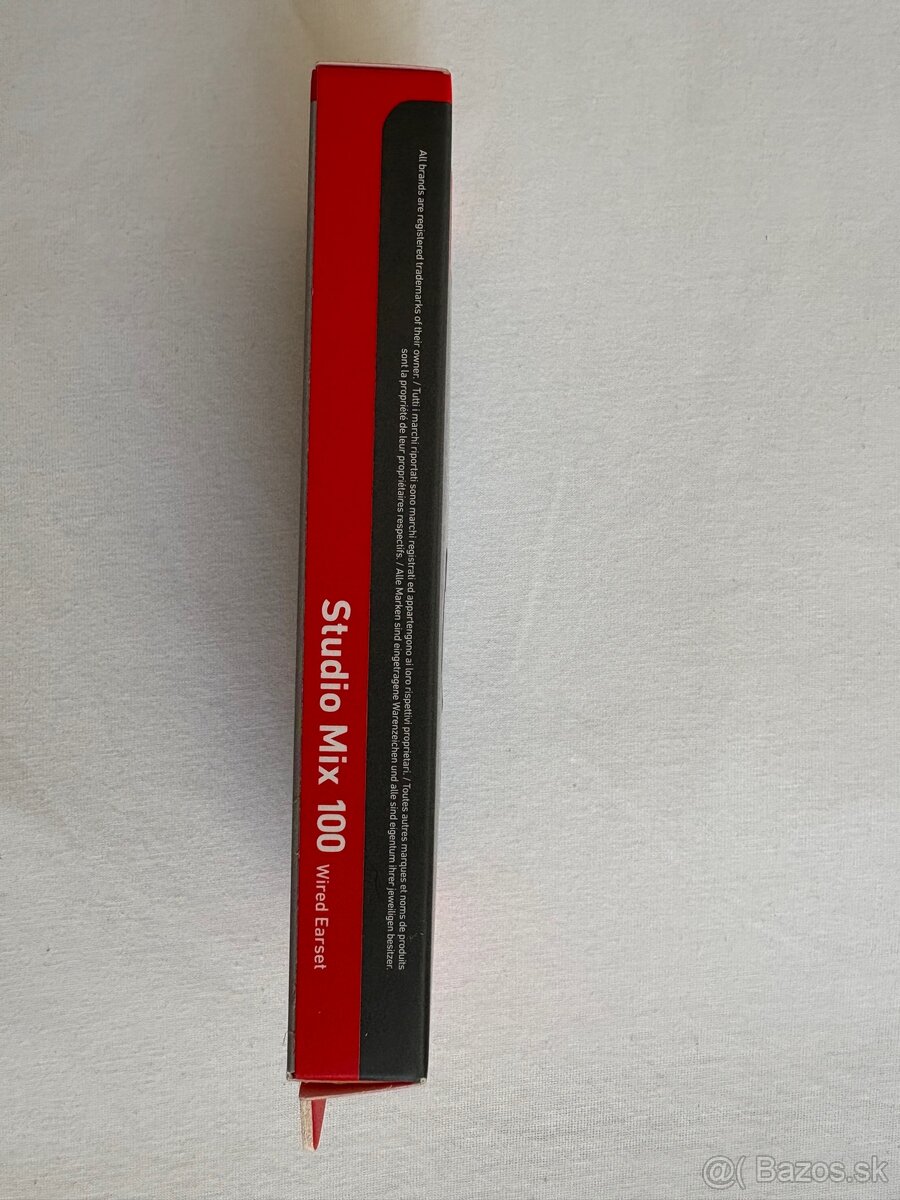 All brands are registered trademarks of their owner. / Tutti i marchi riportati sono marchi registrati ed appartengono ai loro rispettivi proprietari. / Toutes autres marques et noms de produits
sont la propriété de leur propriétaires respectifs. / Alle Marken sind eingetragene Warenzeichen und alle sind eigentum ihrer jeweiligen besitzer.
Studio Mix 100 Wired Earset
@( Bazos.sk